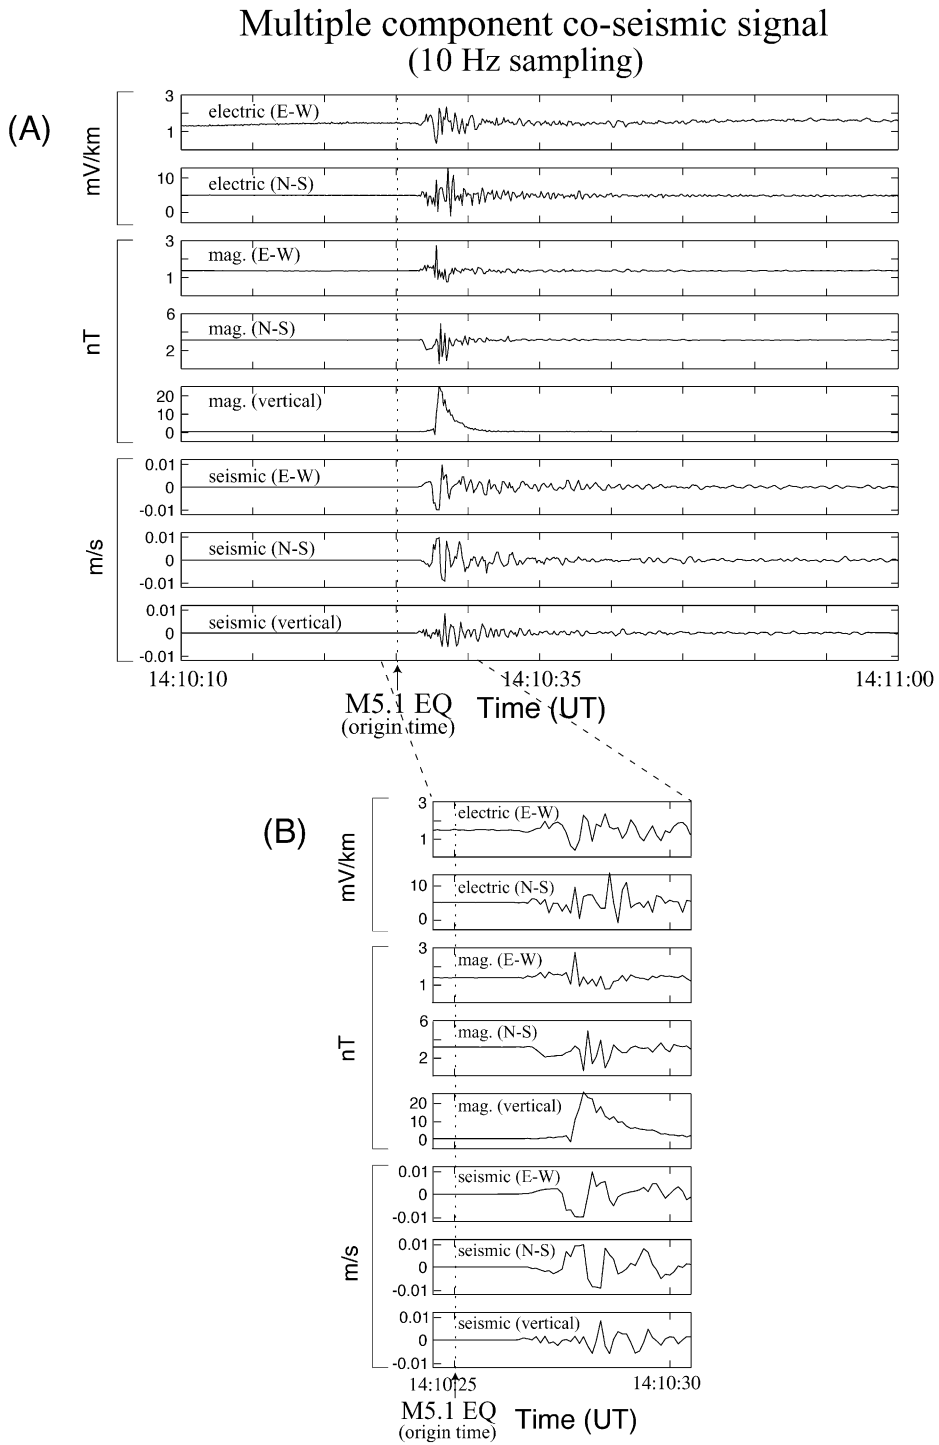 Multiple component co-seismic signal
(10 Hz sampling)
(A)
mV/km
3
1
electric (E-W)
10
0
electric (N-S)
nT
3
1
mag. (E-W)
6
2
mag. (N-S)
20
10
0
mag. (vertical)
m/s
0.01
0
-0.01
seismic (E-W)
0.01
0
-0.01
seismic (N-S)
0.01
0
-0.01
seismic (vertical)
14:10:10 14:10:35 14:11:00
M5.1 EQ
(origin time)
Time (UT)
(B)
mV/km
3
1
electric (E-W)
10
0
electric (N-S)
nT
3
1
mag. (E-W)
6
2
mag. (N-S)
20
10
0
mag. (vertical)
m/s
0.01
0
-0.01
seismic (E-W)
0.01
0
-0.01
seismic (N-S)
0.01
0
-0.01
seismic (vertical)
14:10:25 14:10:30
M5.1 EQ
(origin time)
Time (UT)